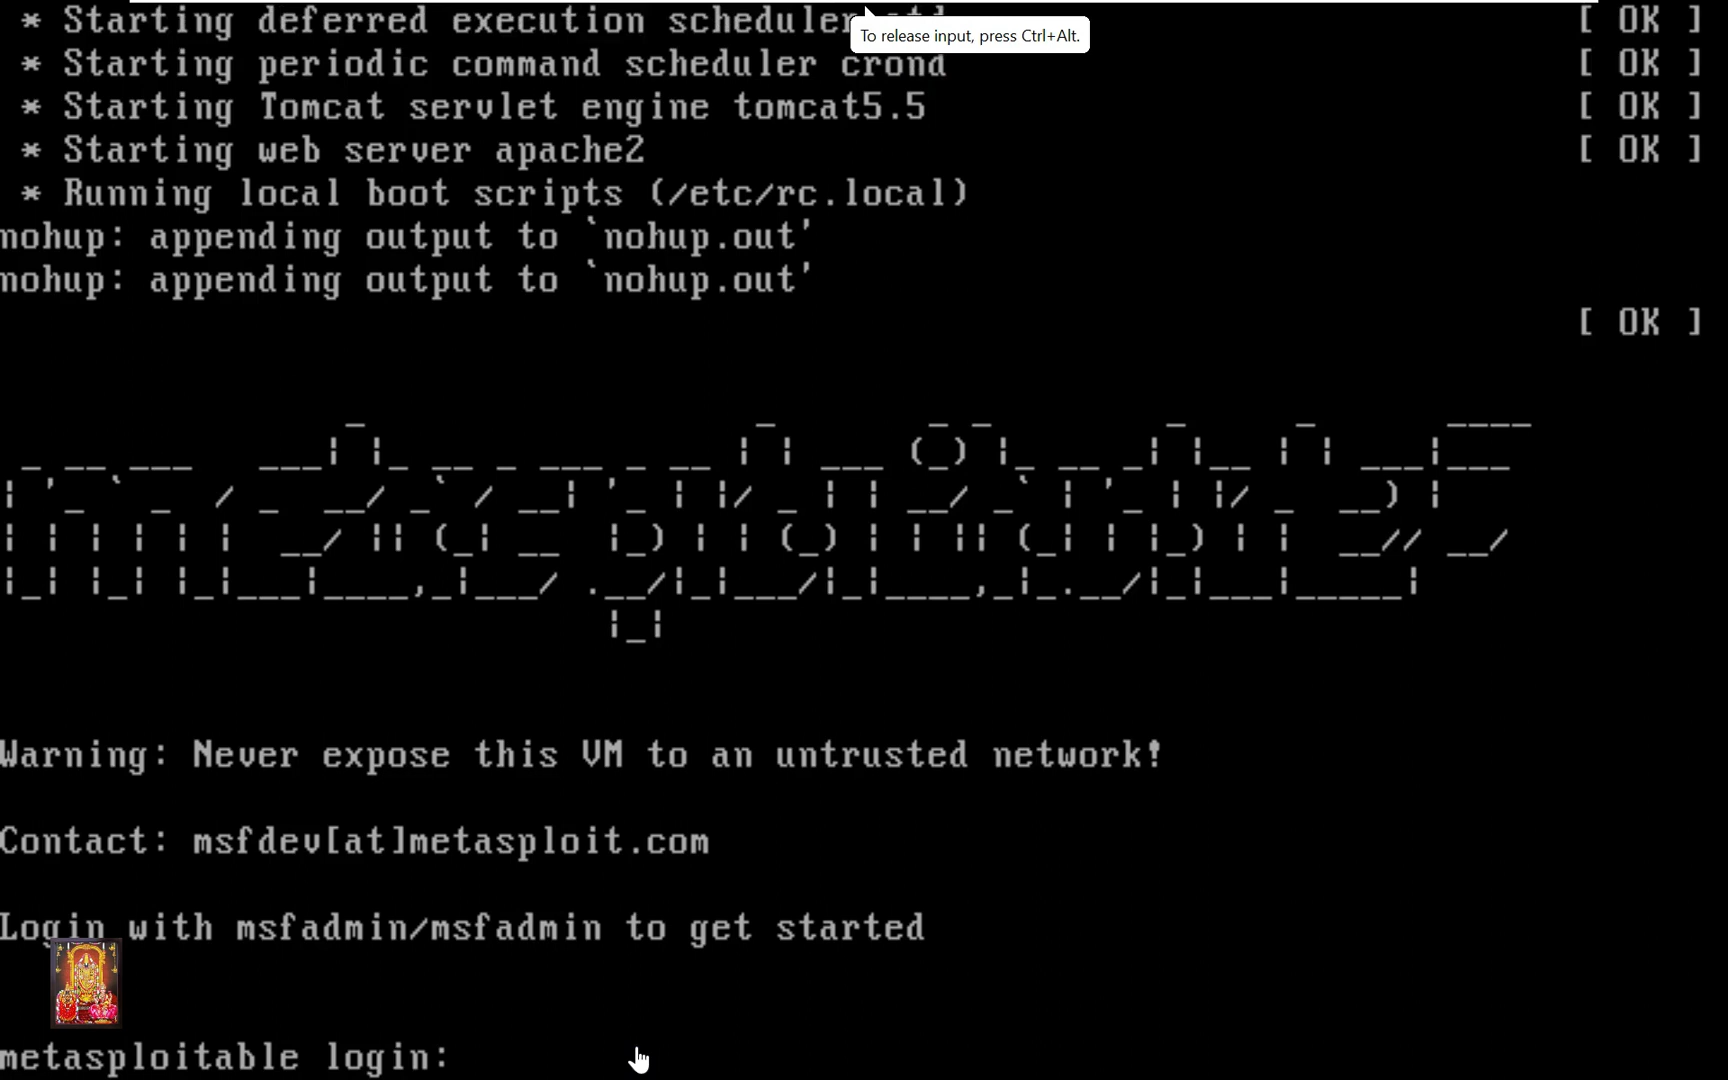 * Starting deferred execution scheduler atd [ OK ]
To release input, press Ctrl+Alt.
* Starting periodic command scheduler crond [ OK ]
* Starting Tomcat servlet engine tomcat5.5 [ OK ]
* Starting web server apache2 [ OK ]
* Running local boot scripts (/etc/rc.local)
nohup: appending output to `nohup.out'
nohup: appending output to `nohup.out'
[ OK ]
metasploitable2
Warning: Never expose this VM to an untrusted network!
Contact: msfdev[at]metasploit.com
Login with msfadmin/msfadmin to get started
metasploitable login: